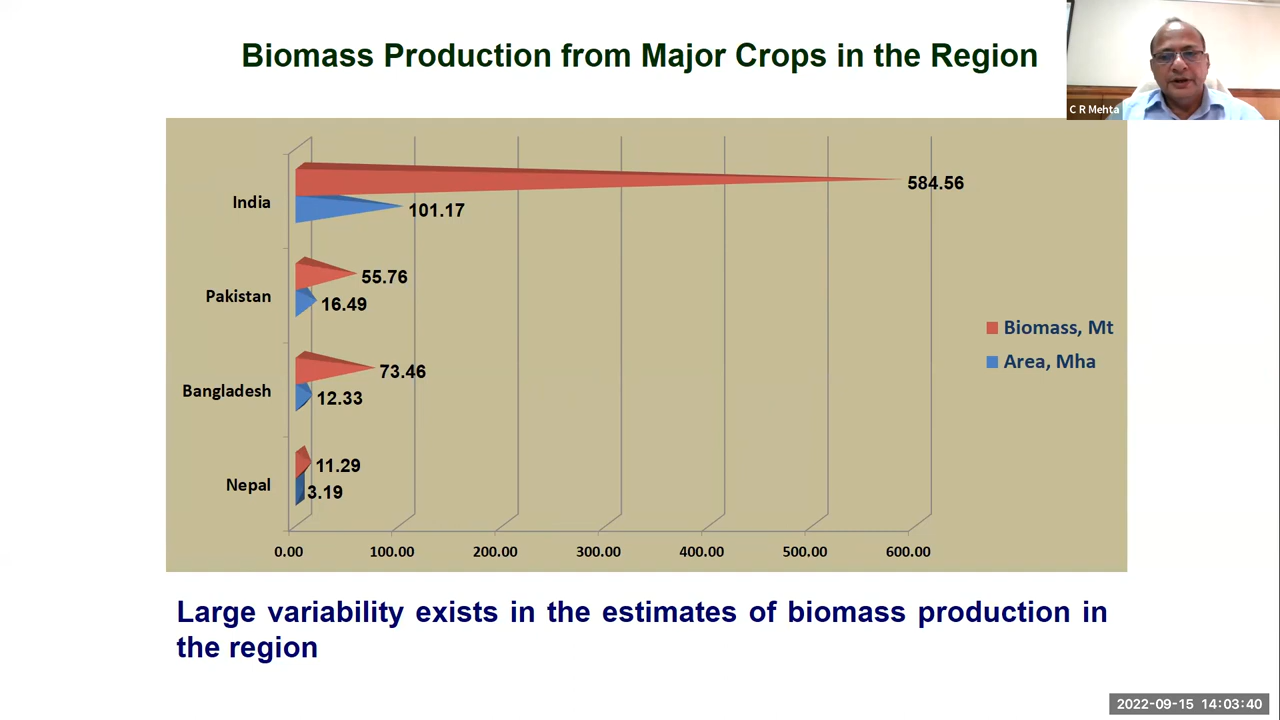 Biomass Production from Major Crops in the Region
C R Mehta
India
584.56
101.17
Pakistan
55.76
16.49
Bangladesh
73.46
12.33
Nepal
11.29
3.19
Biomass, Mt
Area, Mha
0.00 100.00 200.00 300.00 400.00 500.00 600.00
Large variability exists in the estimates of biomass production in
the region
2022-09-15 14:03:40